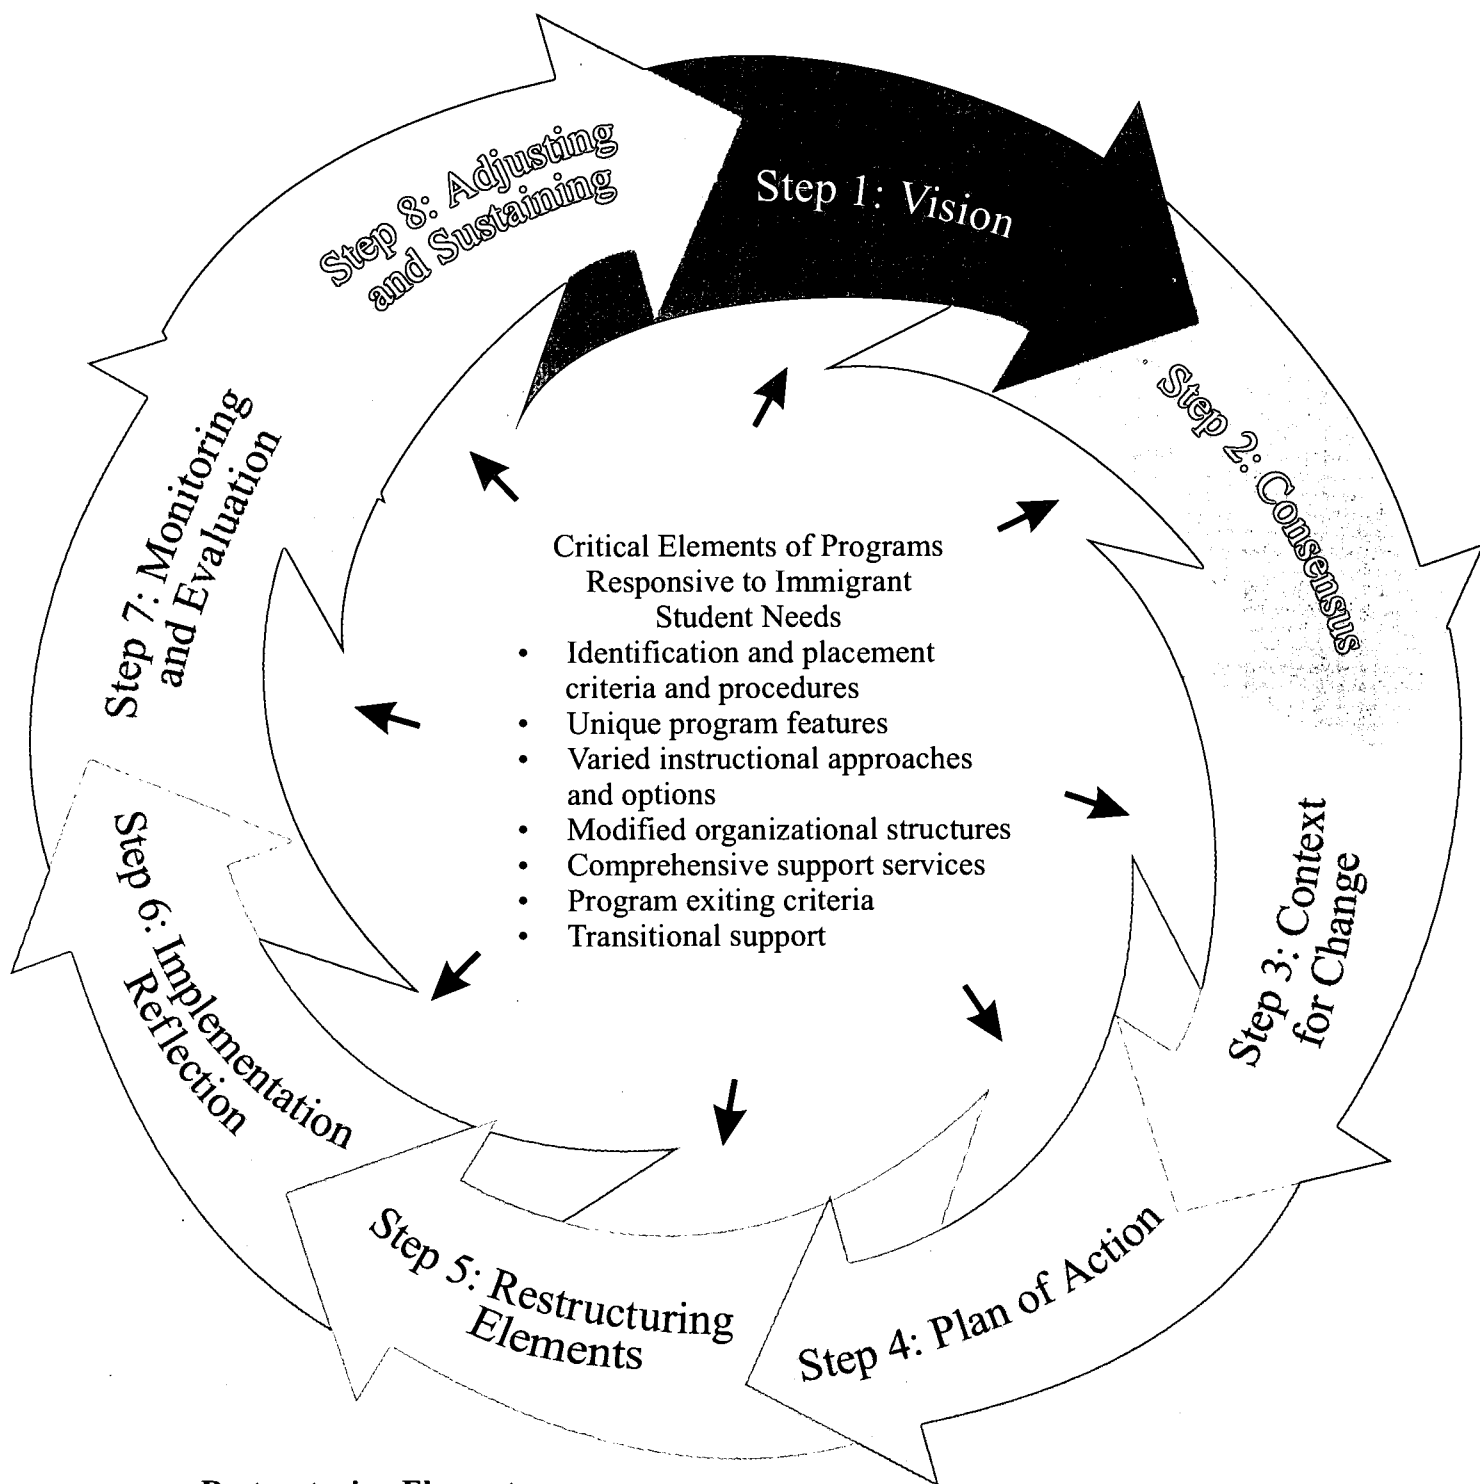 Step 1: Vision
Step 2: Consensus
Step 3: Context
for Change
Step 4: Plan of Action
Step 5: Restructuring
Elements
Step 6: Implementation
Reflection
Step 7: Monitoring
and Evaluation
Step 8: Adjusting
and Sustaining
Critical Elements of Programs
Responsive to Immigrant
Student Needs
• Identification and placement
criteria and procedures
• Unique program features
• Varied instructional approaches
and options
• Modified organizational structures
• Comprehensive support services
• Program exiting criteria
• Transitional support